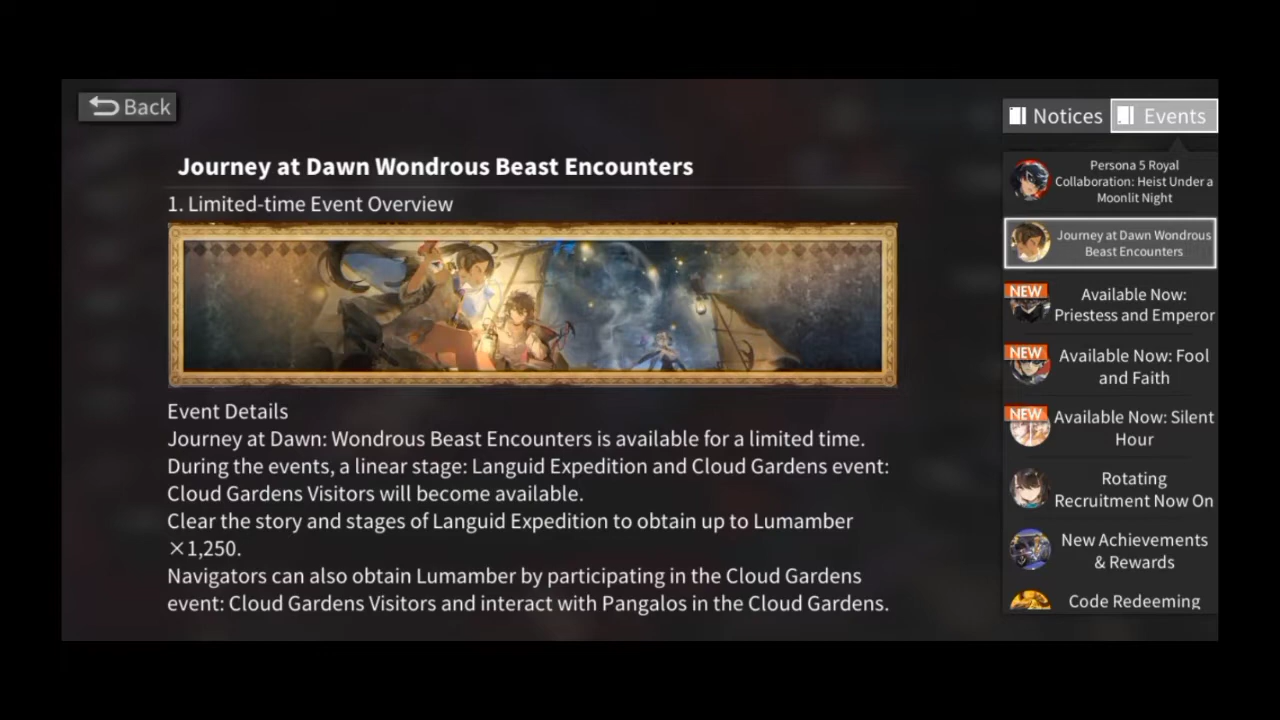 Back
Notices
Events
Journey at Dawn Wondrous Beast Encounters
1. Limited-time Event Overview
Event Details
Journey at Dawn: Wondrous Beast Encounters is available for a limited time.
During the events, a linear stage: Languid Expedition and Cloud Gardens event:
Cloud Gardens Visitors will become available.
Clear the story and stages of Languid Expedition to obtain up to Lumamber
×1,250.
Navigators can also obtain Lumamber by participating in the Cloud Gardens
event: Cloud Gardens Visitors and interact with Pangalos in the Cloud Gardens.
Persona 5 Royal
Collaboration: Heist Under a
Moonlit Night
Journey at Dawn Wondrous
Beast Encounters
NEW
Available Now:
Priestess and Emperor
NEW
Available Now: Fool
and Faith
NEW
Available Now: Silent
Hour
Rotating
Recruitment Now On
New Achievements
& Rewards
Code Redeeming